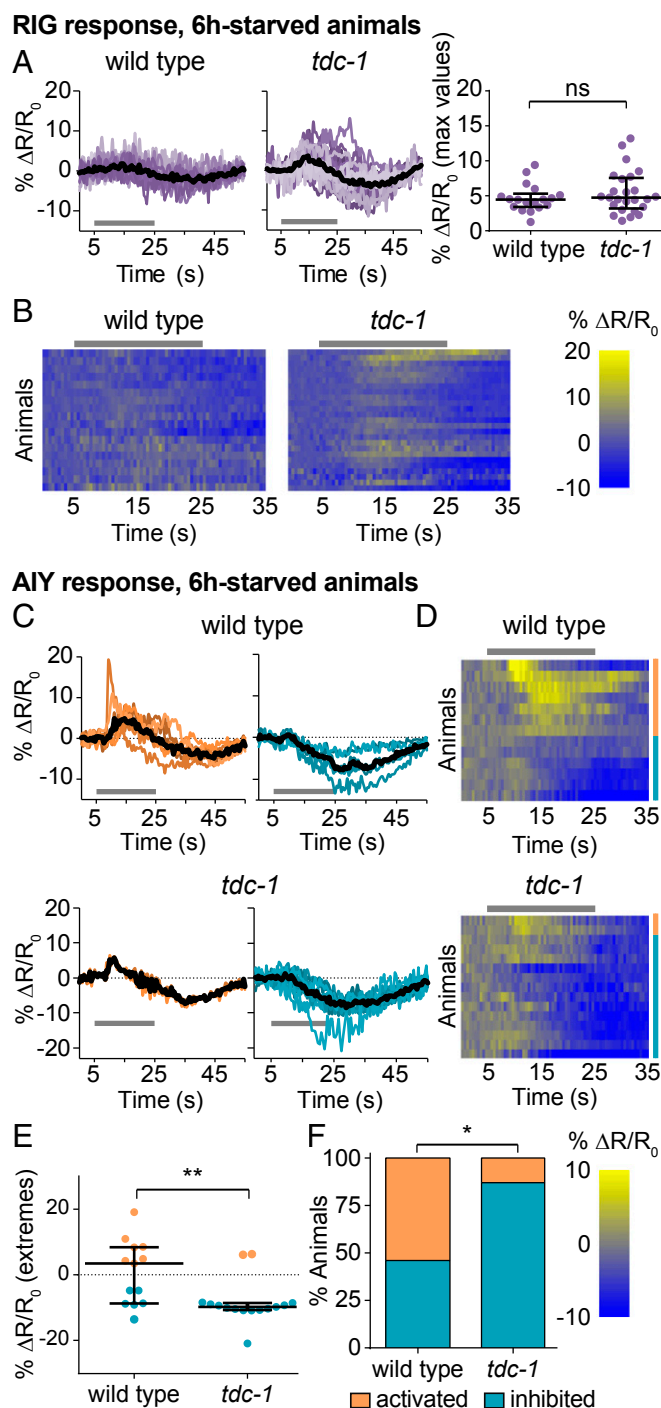 RIG response, 6h-starved animals
A
wild type
tdc-1
% ΔR/R0
20
10
0
-10
5 25 45
Time (s)
5 25 45
Time (s)
% ΔR/R0 (max values)
20
15
10
5
0
ns
wild type
tdc-1
B
wild type
tdc-1
Animals
5 15 25 35
Time (s)
5 15 25 35
Time (s)
% ΔR/R0
20
10
0
-10
AIY response, 6h-starved animals
C
wild type
% ΔR/R0
20
10
0
-10
5 25 45
Time (s)
5 25 45
Time (s)
D
wild type
Animals
5 15 25 35
Time (s)
tdc-1
% ΔR/R0
20
10
0
-10
-20
5 25 45
Time (s)
5 25 45
Time (s)
tdc-1
Animals
5 15 25 35
Time (s)
E
% ΔR/R0 (extremes)
20
0
-20
**
wild type
tdc-1
F
% Animals
100
75
50
25
0
*
wild type
tdc-1
activated
inhibited
% ΔR/R0
10
0
-10